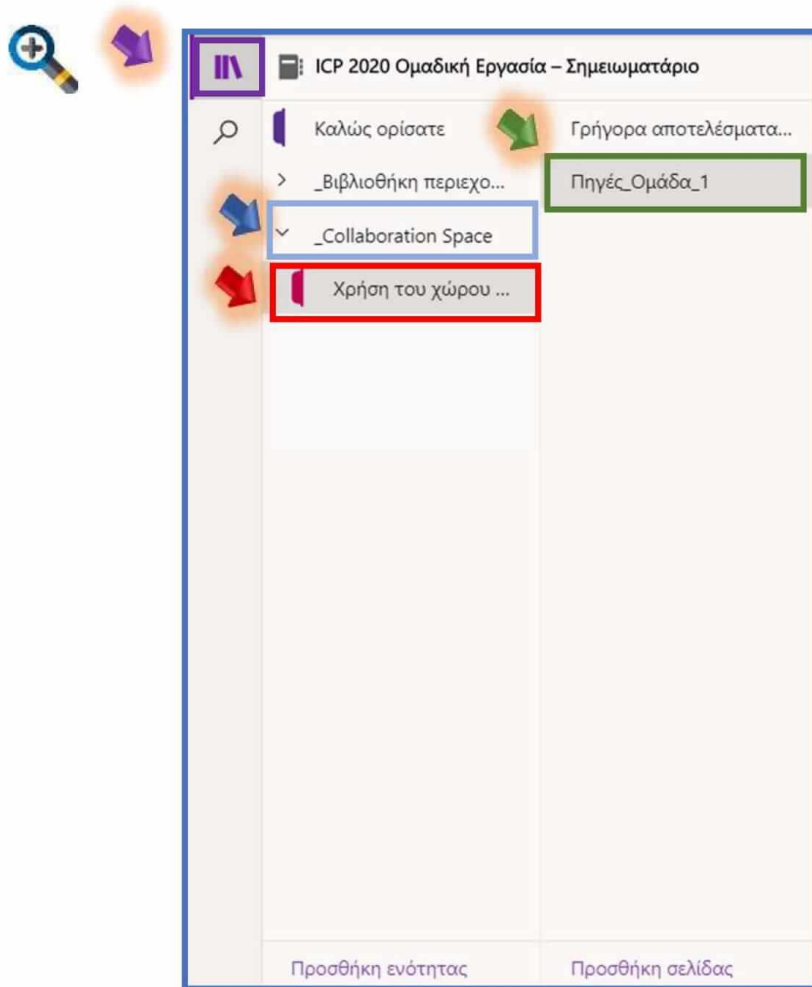 ICP 2020 Ομαδική Εργασία – Σημειωματάριο
Καλώς ορίσατε
Γρήγορα αποτελέσματα...
_Βιβλιοθήκη περιεχο...
Πηγές_Ομάδα_1
_Collaboration Space
Χρήση του χώρου ...
Προσθήκη ενότητας
Προσθήκη σελίδας